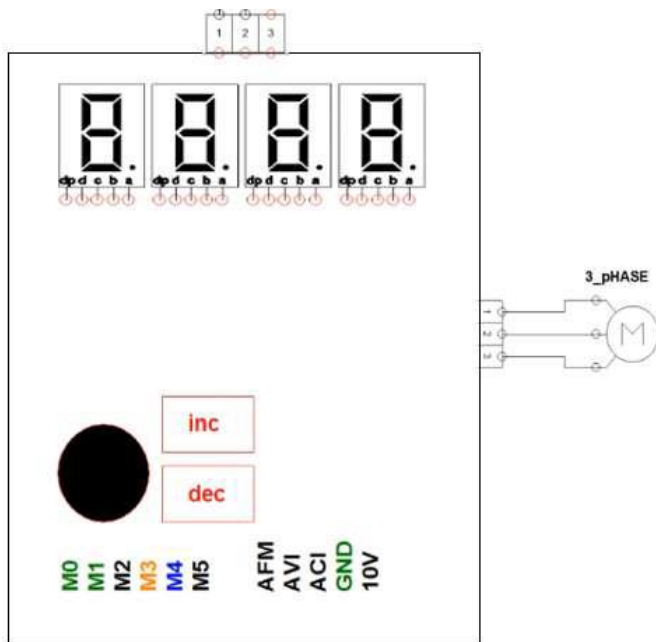 1 2 3
dp d c b a dp d c b a dp d c b a dp d c b a
3_pHASE
1
2
3
M
inc
dec
M0 M1 M2 M3 M4 M5 AFM AVI ACI GND 10V